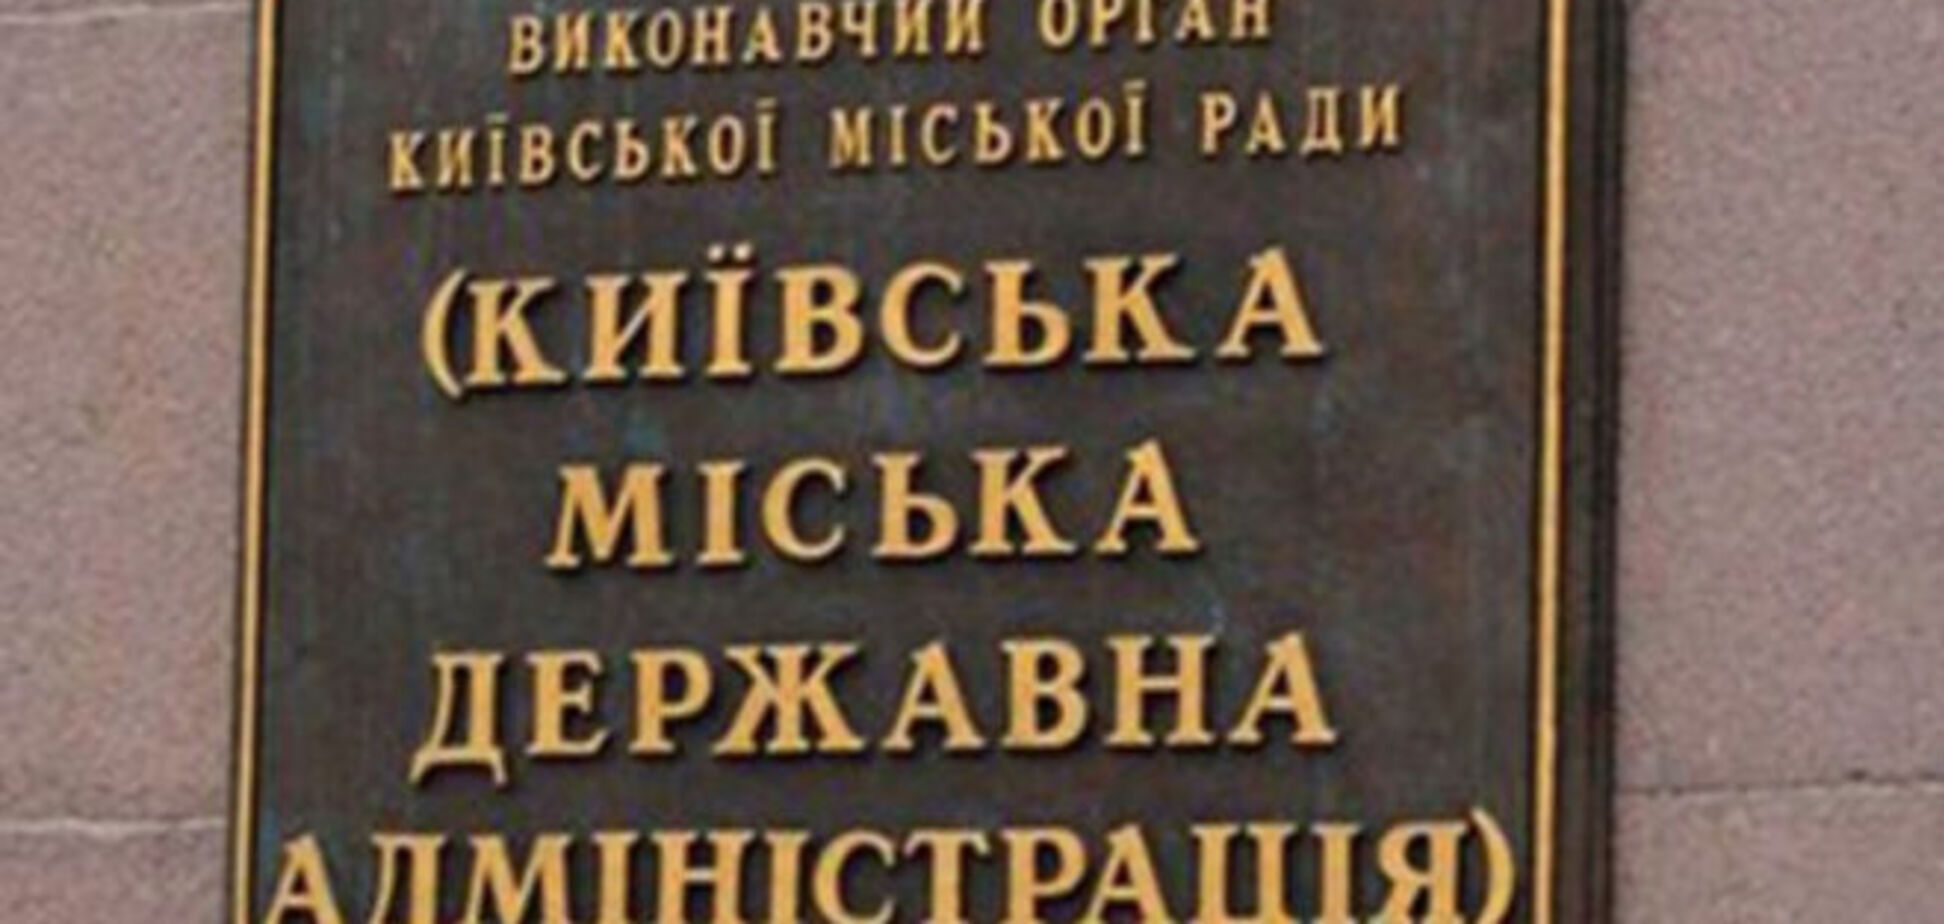 ВИКОНАВЧИЙ ОРГАН
КИЇВСЬКОЇ МІСЬКОЇ РАДИ
(КИЇВСЬКА
МІСЬКА
ДЕРЖАВНА
АДМІНІСТРАЦІЯ)